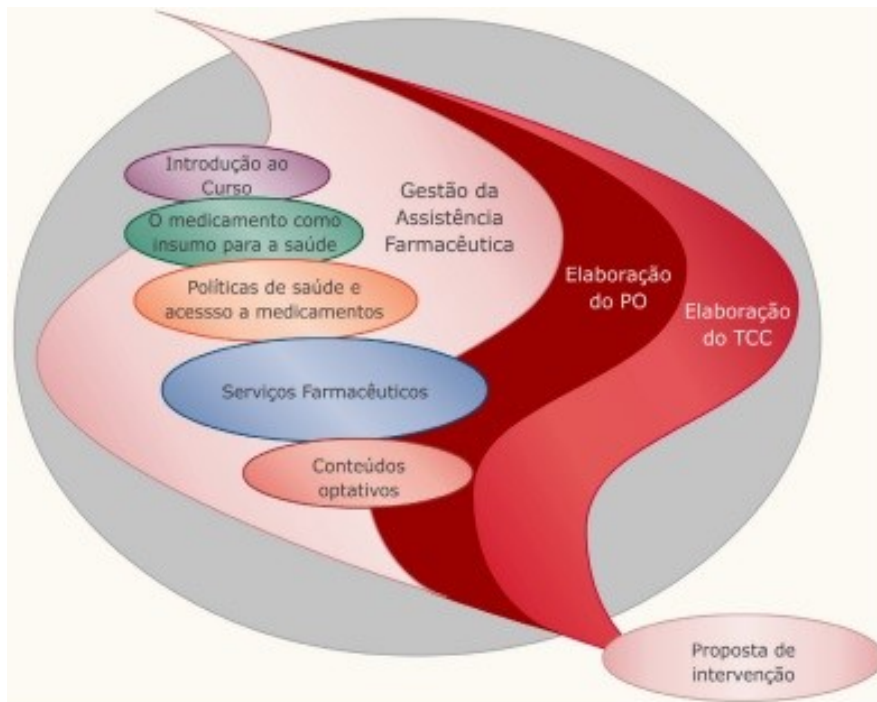 Introdução ao
Curso
O medicamento como
insumo para a saúde
Políticas de saúde e
acessso a medicamentos
Serviços Farmacêuticos
Conteúdos
optativos
Gestão da
Assistência
Farmacêutica
Elaboração
do PO
Elaboração
do TCC
Proposta de
intervenção